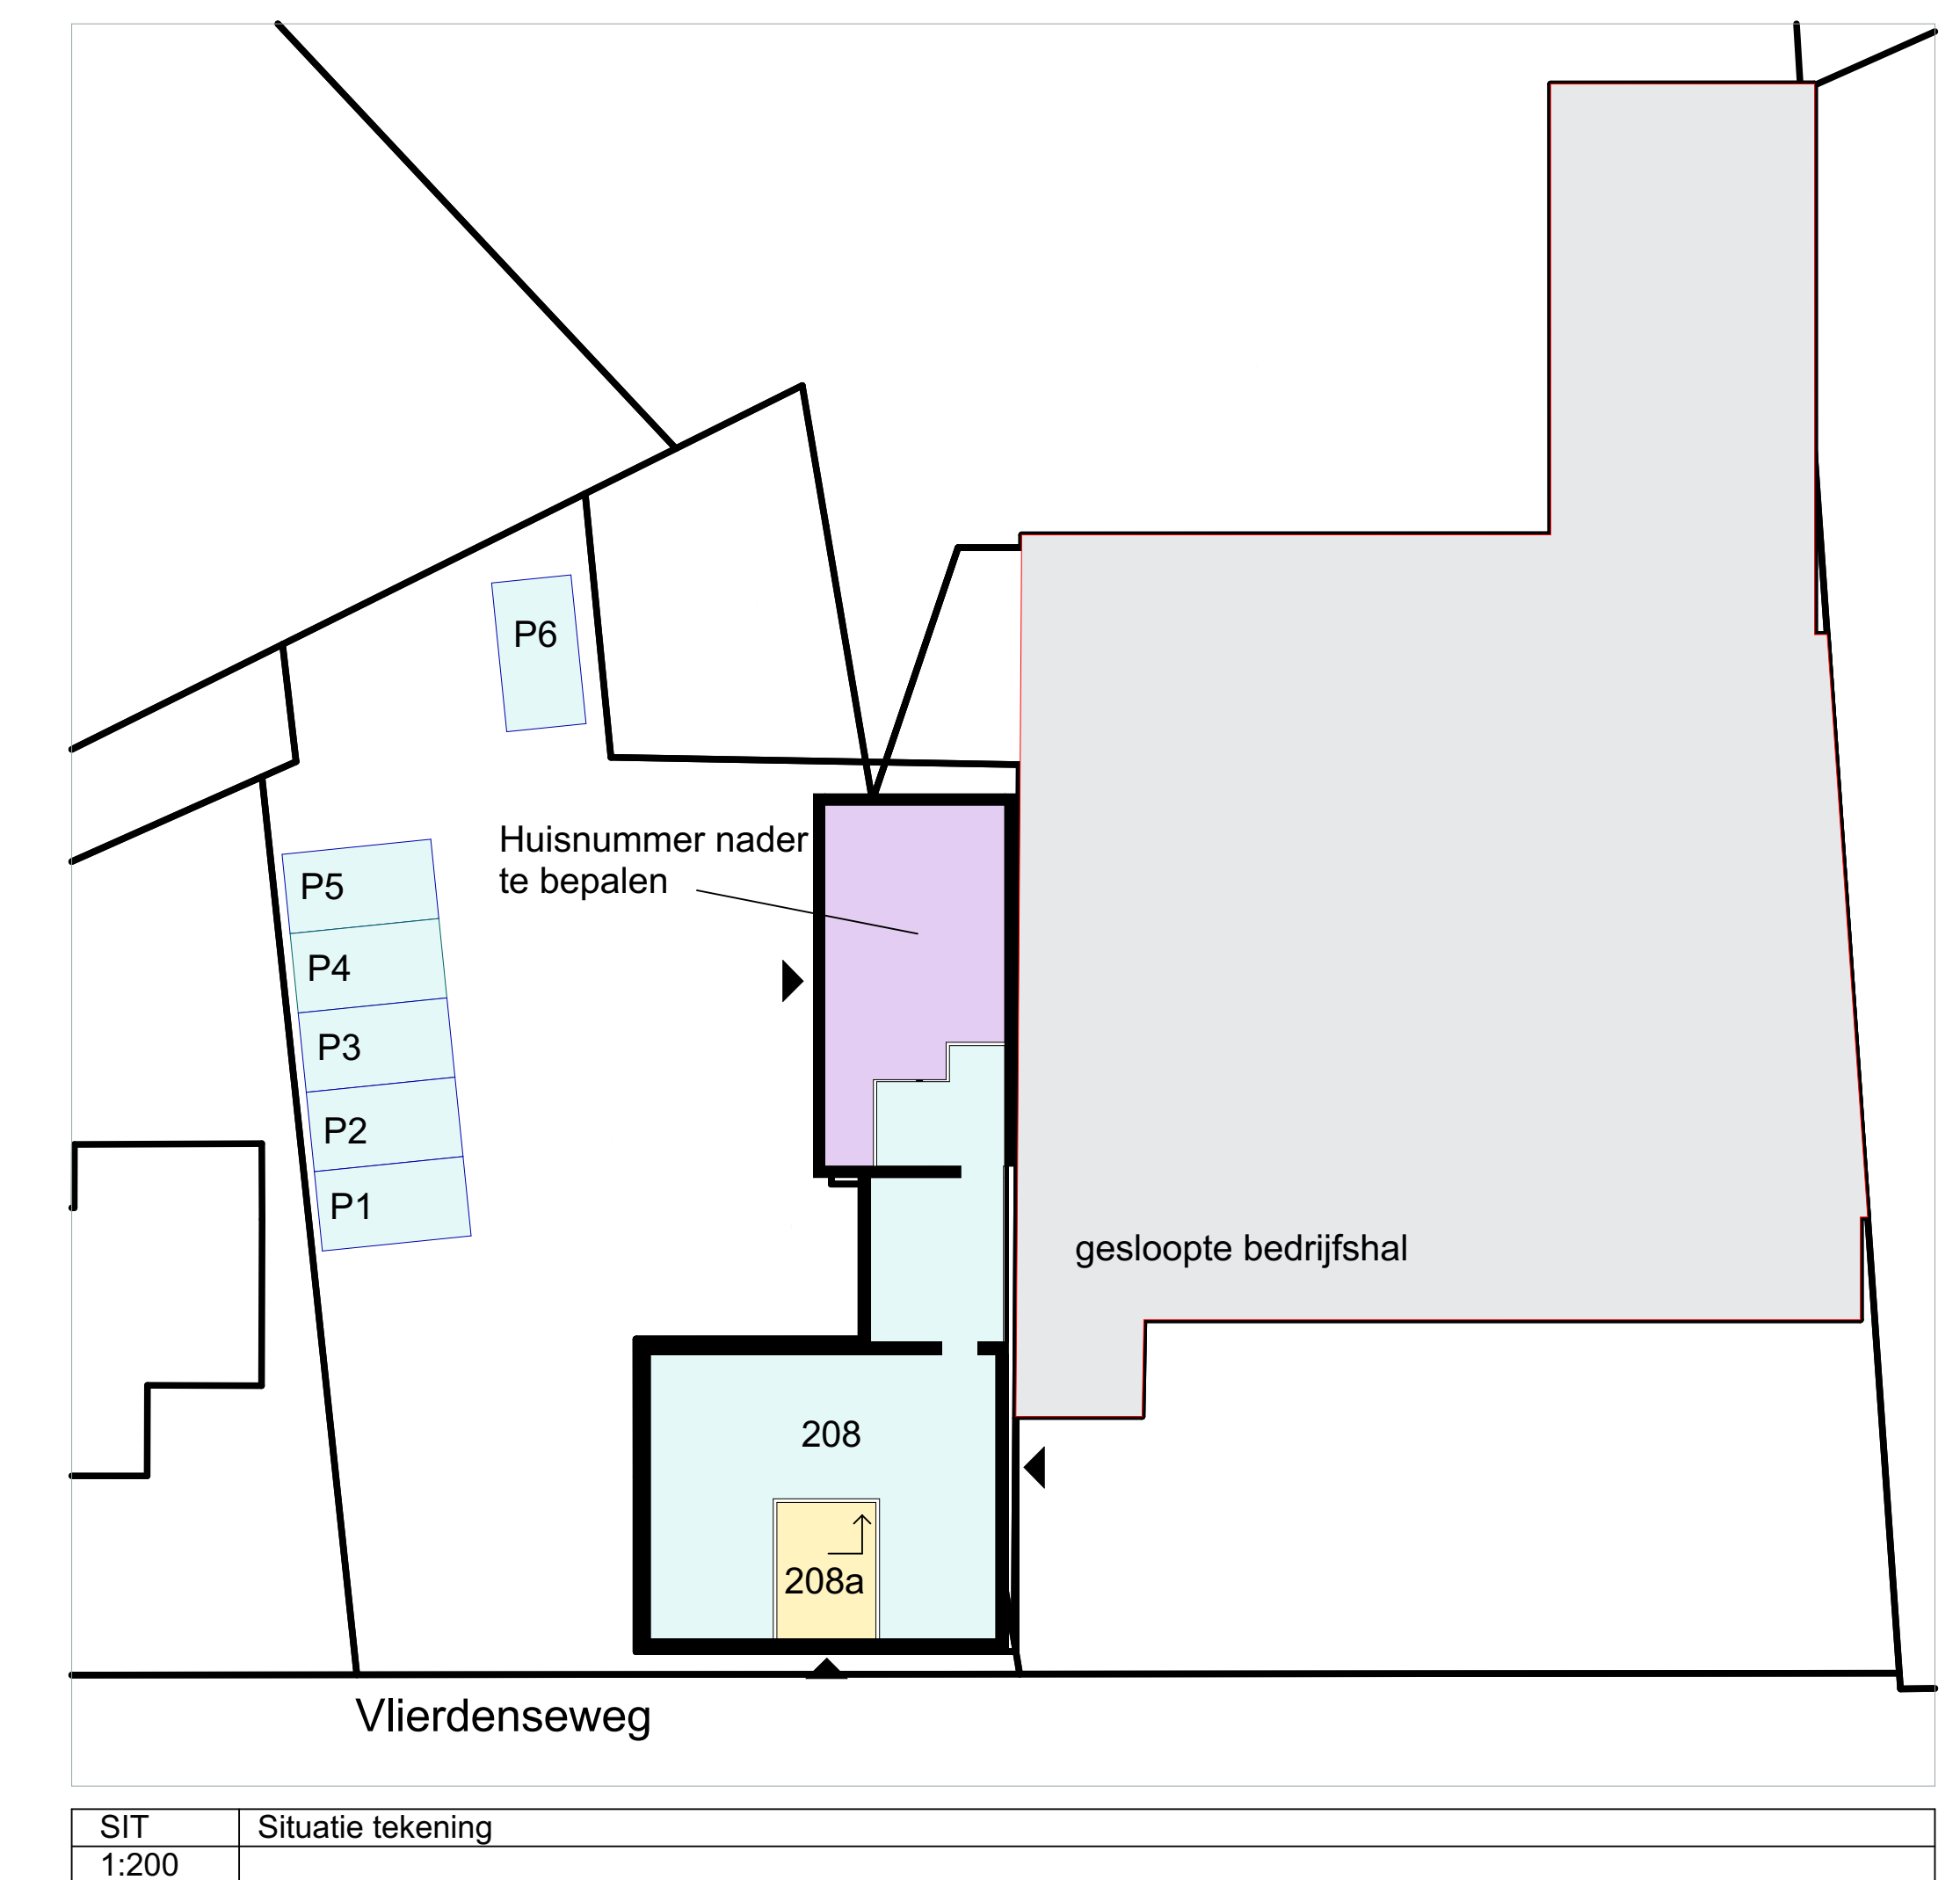 P6
Huisnummer nader
te bepalen
P5
P4
P3
P2
P1
gesloopte bedrijfshal
208
208a
Vlierdenseweg
SIT Situatie tekening
1:200